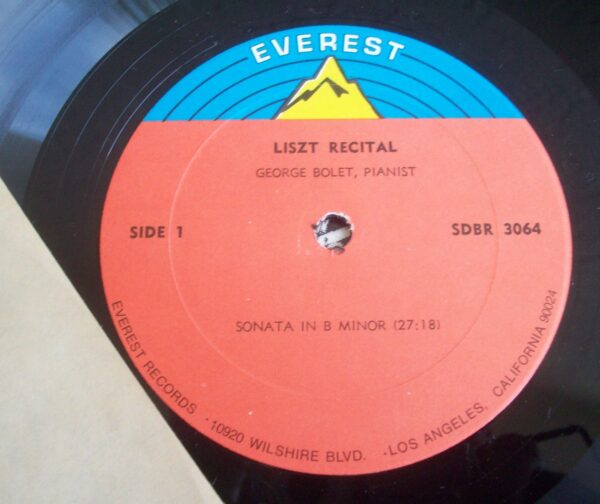 EVEREST
LISZT RECITAL
GEORGE BOLET, PIANIST
SIDE 1
SDBR 3064
SONATA IN B MINOR (27:18)
EVEREST RECORDS · 10920 WILSHIRE BLVD. · LOS ANGELES, CALIFORNIA 90024